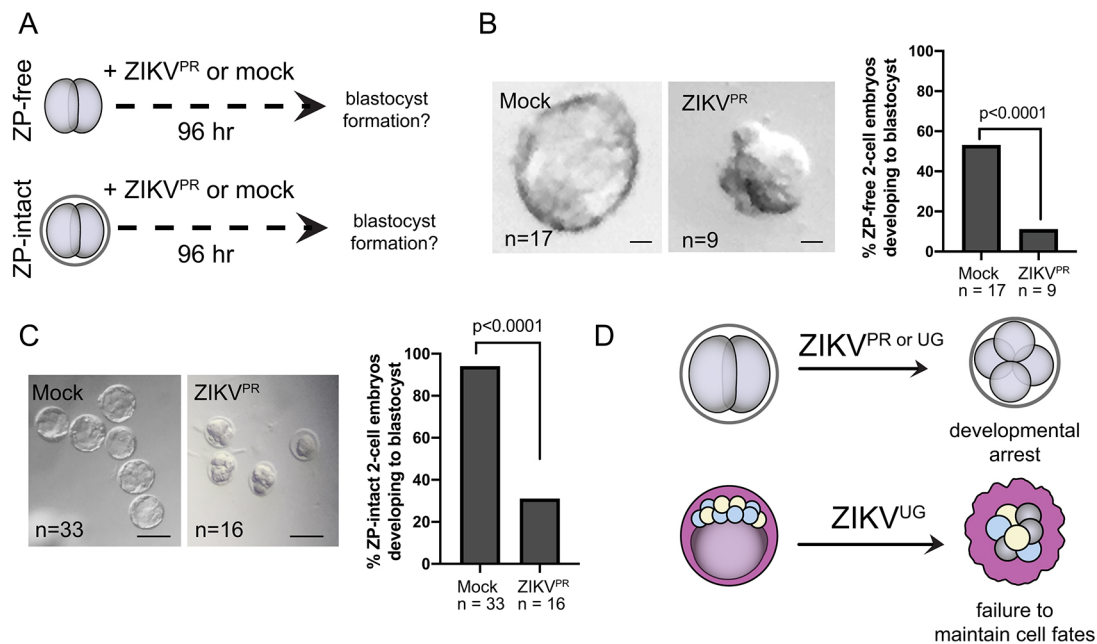 A
ZP-free
+ ZIKVPR or mock
96 hr
blastocyst
formation?
ZP-intact
+ ZIKVPR or mock
96 hr
blastocyst
formation?
B
Mock
n=17
ZIKVPR
n=9
% ZP-free 2-cell embryos
developing to blastocyst
100
80
60
40
20
0
p<0.0001
Mock
n = 17
ZIKVPR
n = 9
C
Mock
n=33
ZIKVPR
n=16
% ZP-intact 2-cell embryos
developing to blastocyst
100
80
60
40
20
0
p<0.0001
Mock
n = 33
ZIKVPR
n = 16
D
ZIKVPR or UG
developmental
arrest
ZIKVUG
failure to
maintain cell fates